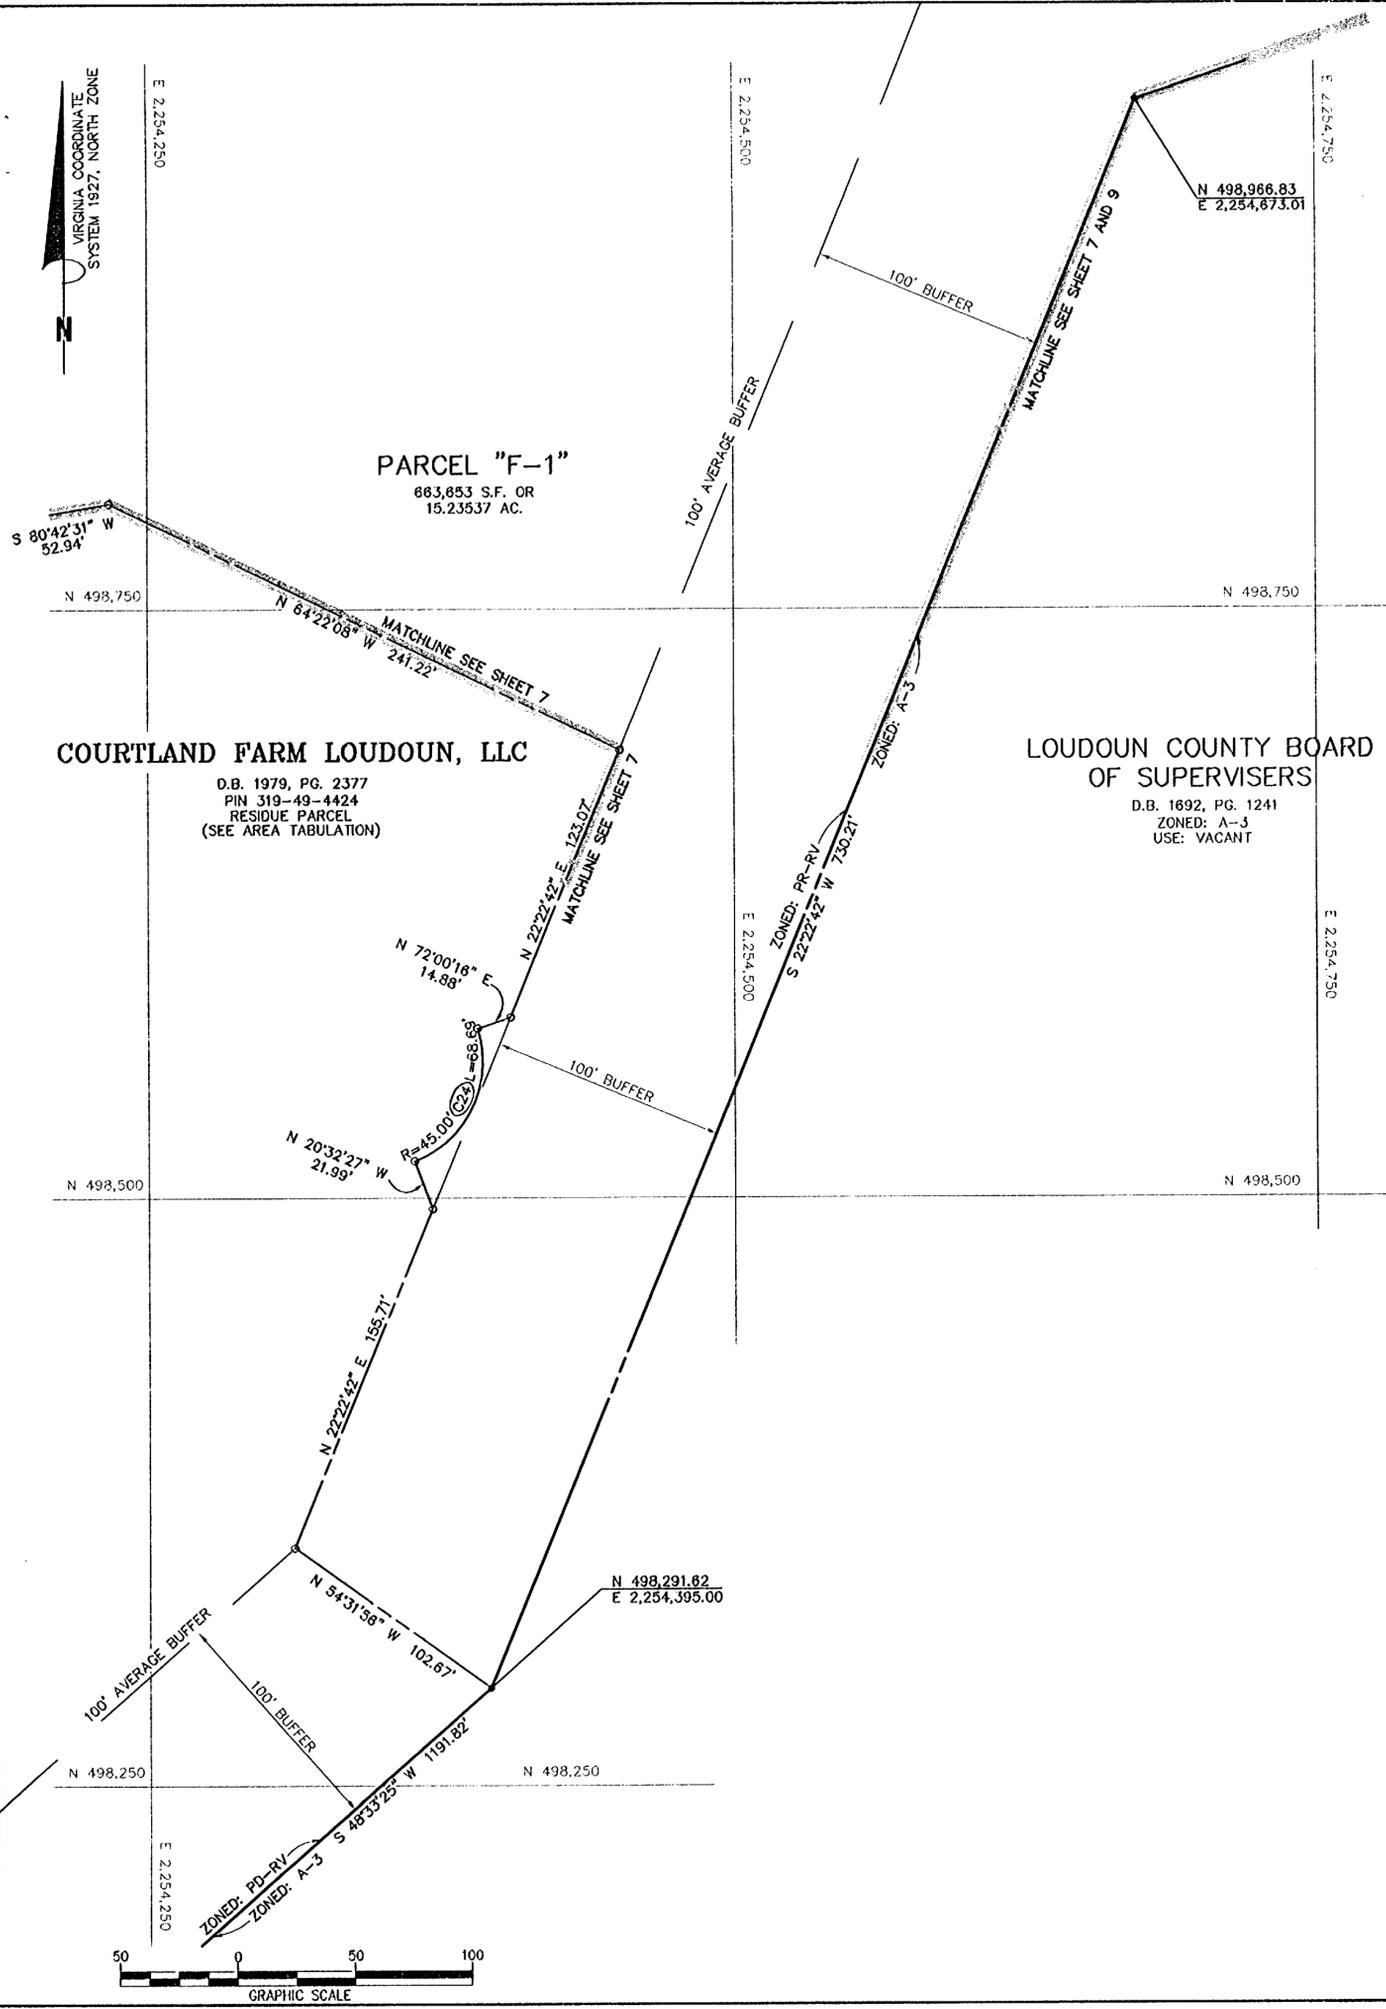 VIRGINIA COORDINATE
SYSTEM 1927, NORTH ZONE
N
E 2,254,250
E 2,254,500
E 2,254,750
N 498,966.83
E 2,254,673.01
MATCHLINE SEE SHEET 7 AND 9
100' BUFFER
100' AVERAGE BUFFER
PARCEL "F-1"
663,653 S.F. OR
15.23537 AC.
S 80°42'31" W
52.94'
N 498,750
N 498,750
N 64°22'08" W 241.22'
MATCHLINE SEE SHEET 7
ZONED: A-3
COURTLAND FARM LOUDOUN, LLC
D.B. 1979, PG. 2377
PIN 319-49-4424
RESIDUE PARCEL
(SEE AREA TABULATION)
LOUDOUN COUNTY BOARD
OF SUPERVISERS
D.B. 1692, PG. 1241
ZONED: A-3
USE: VACANT
N 22°22'42" E 123.07'
MATCHLINE SEE SHEET 7
ZONED: PR-RV
S 22°22'42" W 730.21'
E 2,254,500
E 2,254,750
N 72°00'16" E
14.88'
R=45.00' C24 L=68.69'
100' BUFFER
N 20°32'27" W
21.99'
N 498,500
N 498,500
N 22°22'42" E 155.71'
N 498,291.62
E 2,254,395.00
N 54°31'56" W 102.67'
100' AVERAGE BUFFER
100' BUFFER
N 498,250
N 498,250
S 48°33'25" W 1191.82'
ZONED: PD-RV
ZONED: A-3
E 2,254,250
50 0 50 100
GRAPHIC SCALE